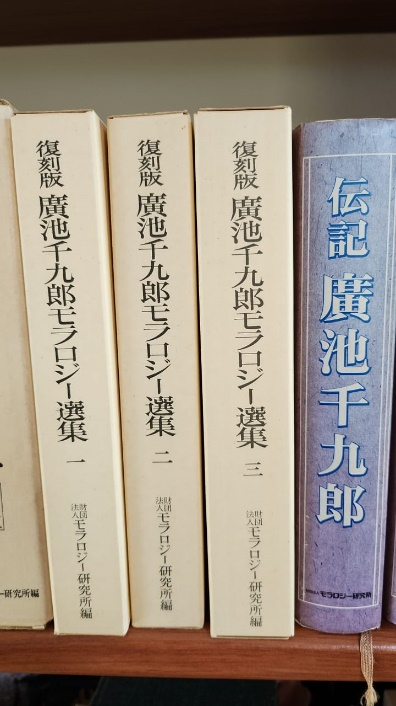 復刻版 廣池千九郎モラロジー選集 一
財団法人 モラロジー研究所編
復刻版 廣池千九郎モラロジー選集 二
財団法人 モラロジー研究所編
復刻版 廣池千九郎モラロジー選集 三
財団法人 モラロジー研究所編
伝記 廣池千九郎
モラロジー研究所
ー研究所編